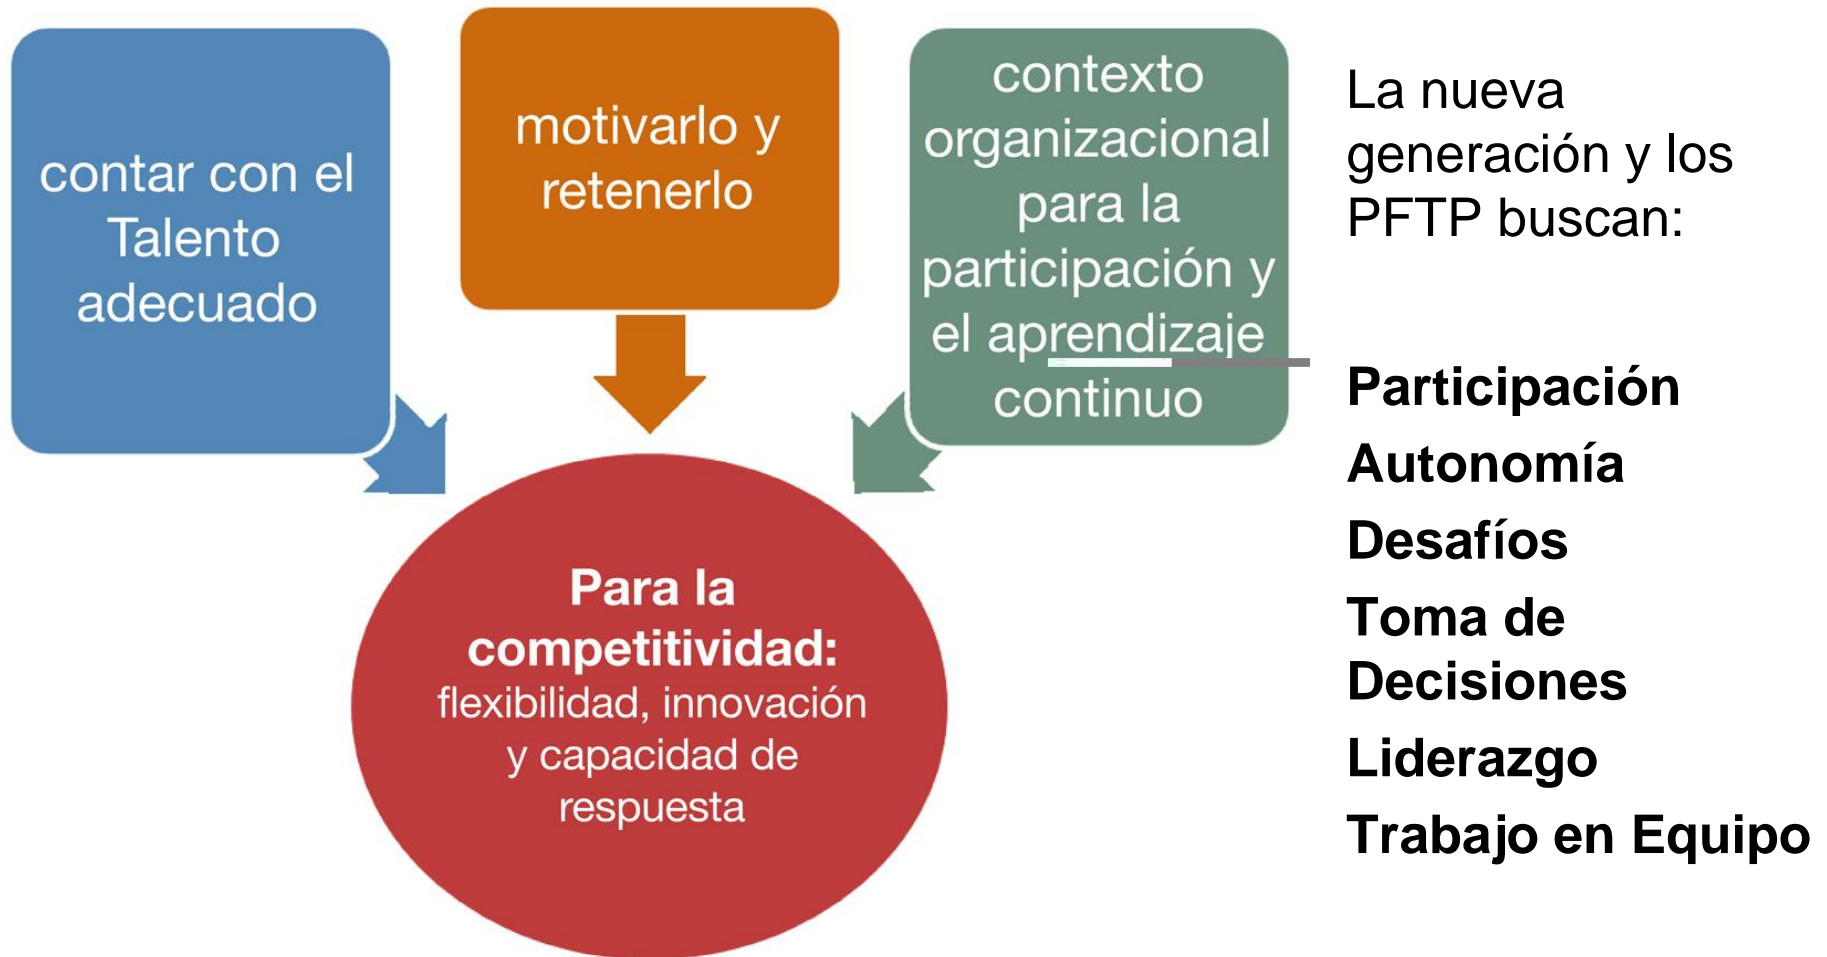 contar con el
Talento
adecuado
motivarlo y
retenerlo
contexto
organizacional
para la
participación y
el aprendizaje
continuo
Para la
competitividad:
flexibilidad, innovación
y capacidad de
respuesta
La nueva
generación y los
PFTP buscan:
Participación
Autonomía
Desafíos
Toma de
Decisiones
Liderazgo
Trabajo en Equipo